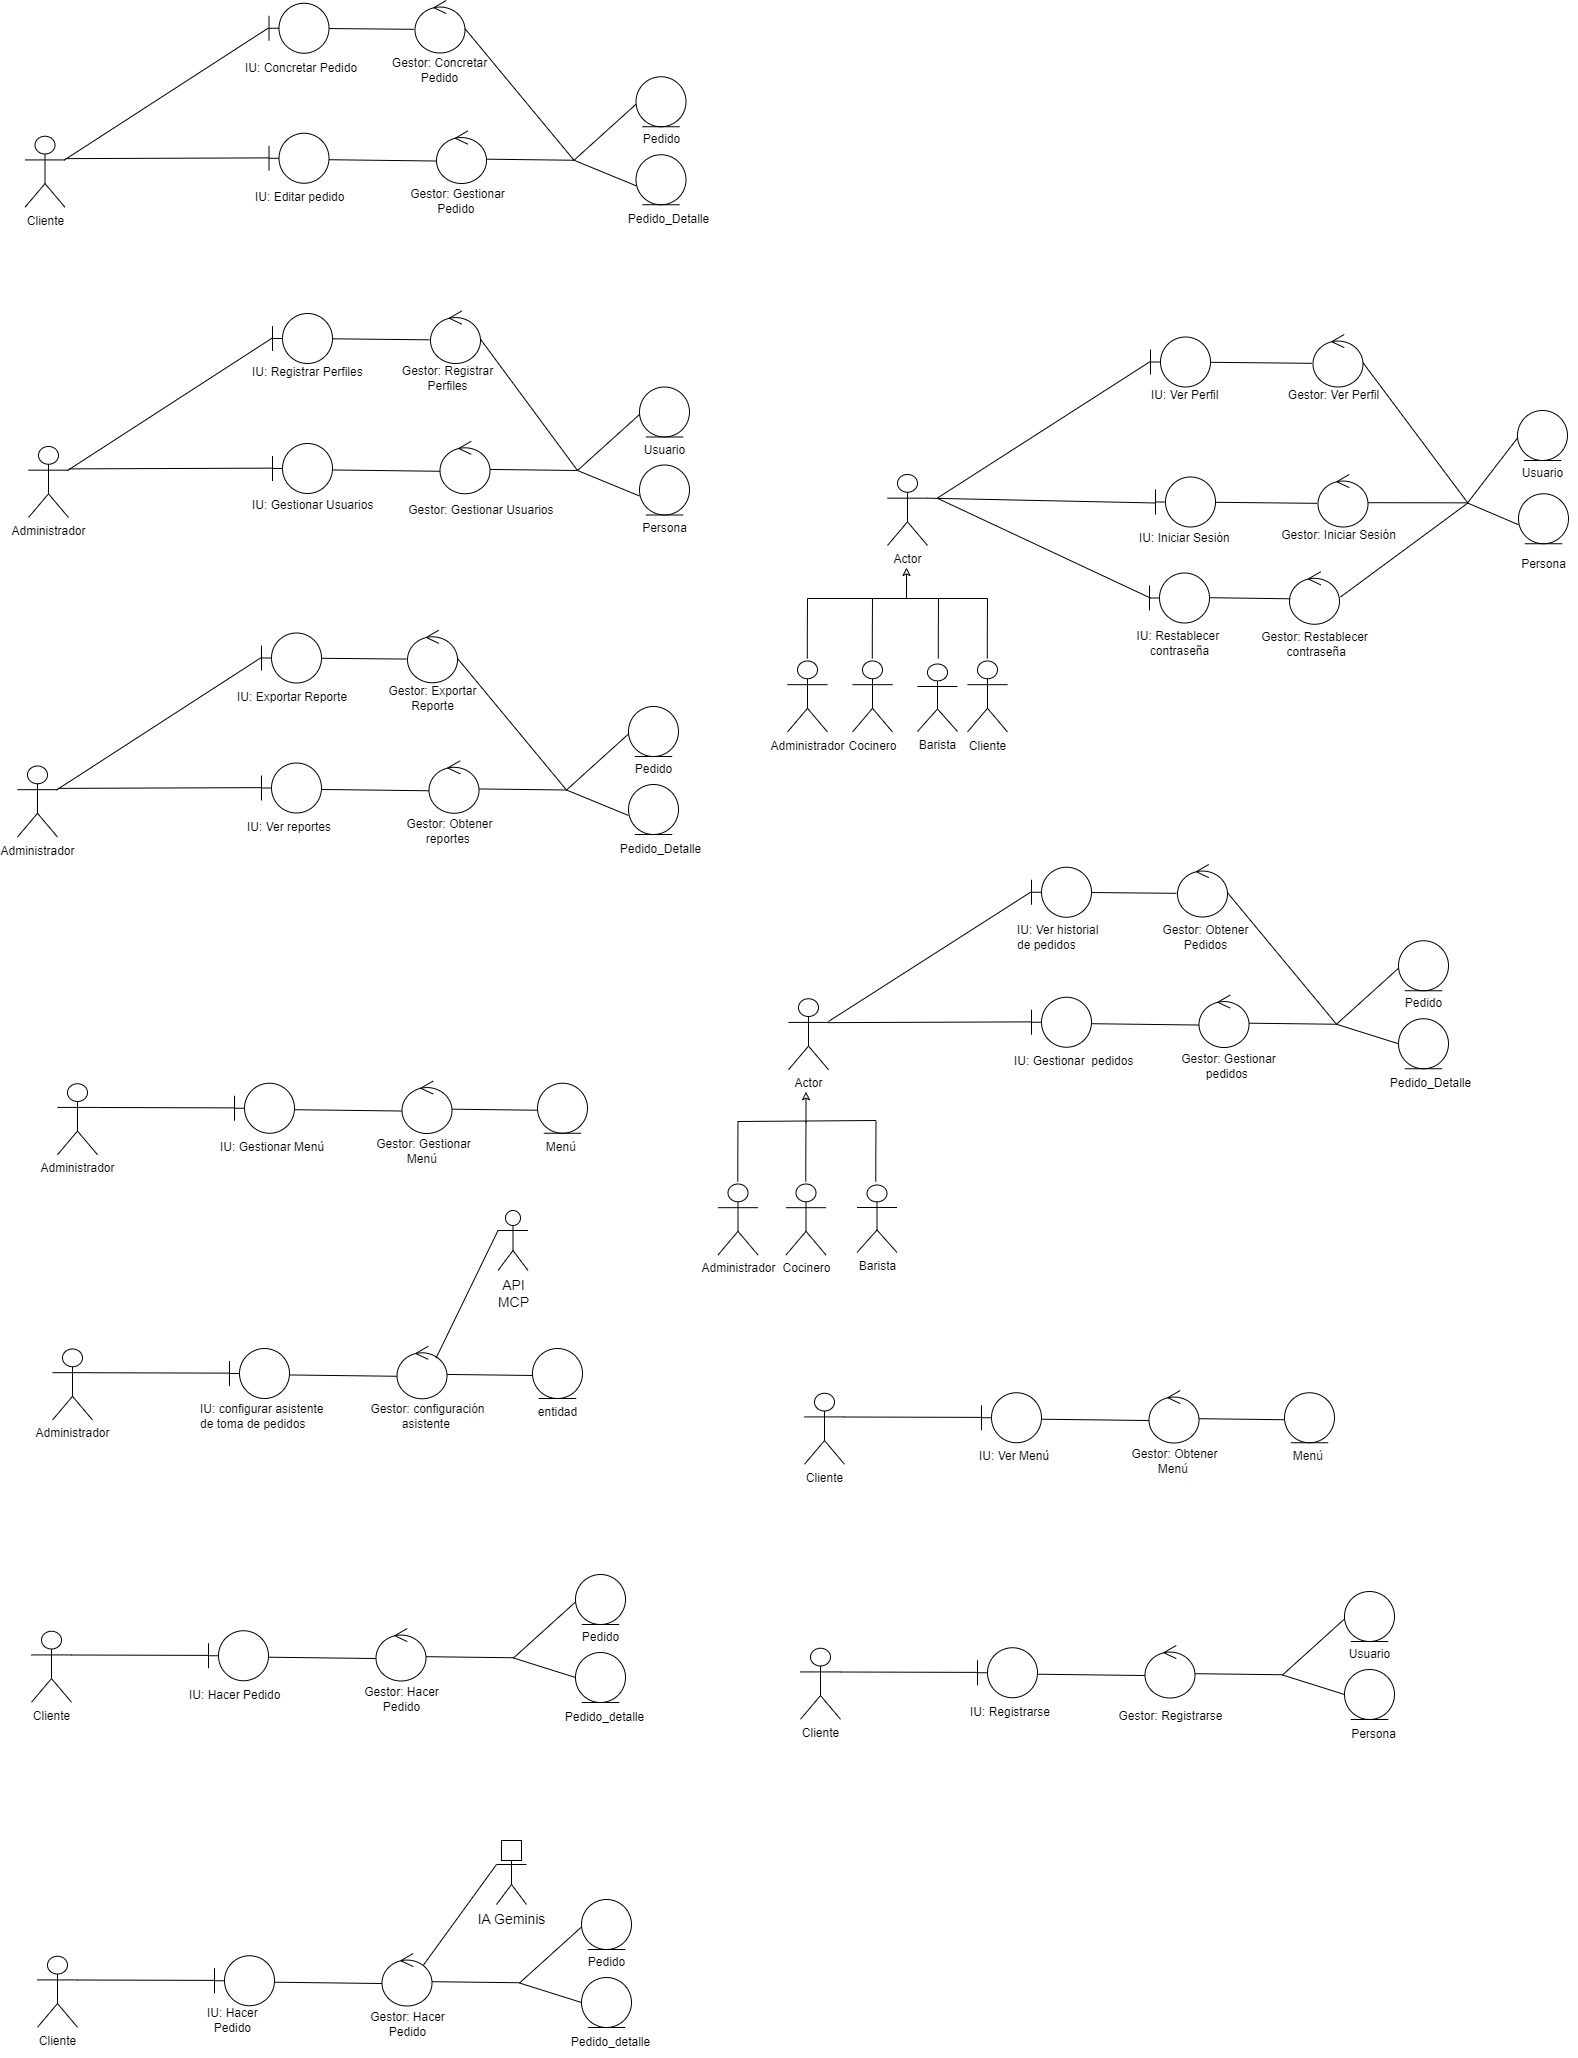 IU: Concretar Pedido
Gestor: Concretar
Pedido
Pedido
IU: Editar pedido
Gestor: Gestionar
Pedido
Pedido_Detalle
Cliente
IU: Registrar Perfiles
Gestor: Registrar
Perfiles
Usuario
IU: Gestionar Usuarios
Gestor: Gestionar Usuarios
Persona
Administrador
IU: Ver Perfil
Gestor: Ver Perfil
Usuario
IU: Iniciar Sesión
Gestor: Iniciar Sesión
Persona
Actor
IU: Restablecer
contraseña
Gestor: Restablecer
contraseña
Administrador
Cocinero
Barista
Cliente
IU: Exportar Reporte
Gestor: Exportar
Reporte
Pedido
IU: Ver reportes
Gestor: Obtener
reportes
Pedido_Detalle
Administrador
IU: Ver historial
de pedidos
Gestor: Obtener
Pedidos
Pedido
IU: Gestionar  pedidos
Gestor: Gestionar
pedidos
Pedido_Detalle
Actor
Administrador
Cocinero
Barista
IU: Gestionar Menú
Gestor: Gestionar
Menú
Menú
Administrador
API
MCP
IU: configurar asistente
de toma de pedidos
Gestor: configuración
asistente
entidad
Administrador
IU: Ver Menú
Gestor: Obtener
Menú
Menú
Cliente
Pedido
IU: Hacer Pedido
Gestor: Hacer
Pedido
Pedido_detalle
Cliente
Usuario
IU: Registrarse
Gestor: Registrarse
Persona
Cliente
IA Geminis
Pedido
IU: Hacer
Pedido
Gestor: Hacer
Pedido
Pedido_detalle
Cliente